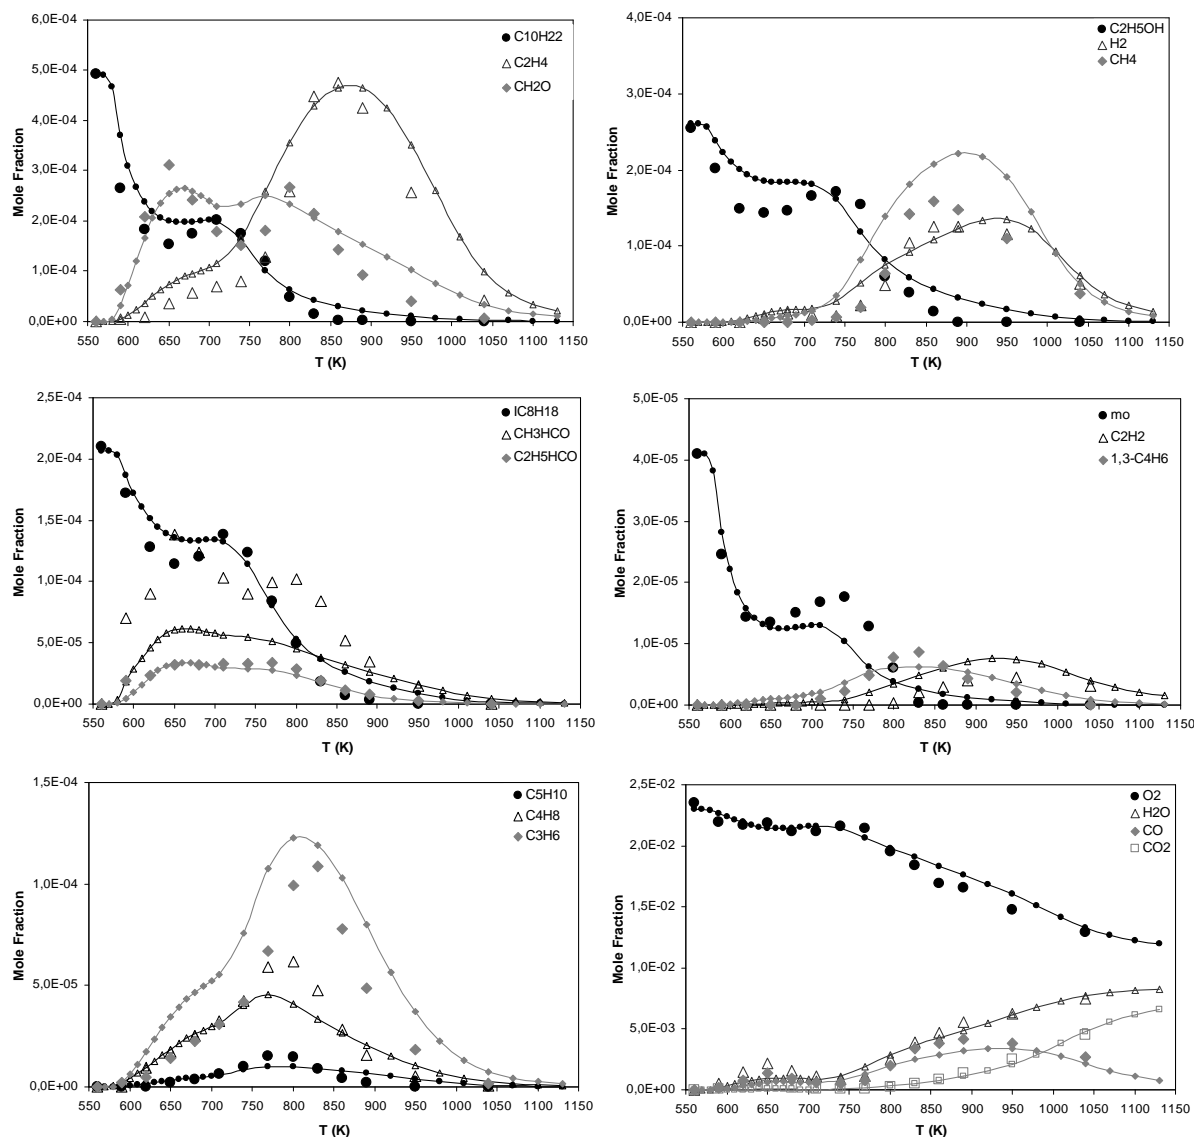 6,0E-04
5,0E-04
4,0E-04
3,0E-04
2,0E-04
1,0E-04
0,0E+00
Mole Fraction
C10H22
C2H4
CH2O
550 600 650 700 750 800 850 900 950 1000 1050 1100 1150
T (K)
4,0E-04
3,0E-04
2,0E-04
1,0E-04
0,0E+00
Mole Fraction
C2H5OH
H2
CH4
550 600 650 700 750 800 850 900 950 1000 1050 1100 1150
T (K)
2,5E-04
2,0E-04
1,5E-04
1,0E-04
5,0E-05
0,0E+00
Mole Fraction
IC8H18
CH3HCO
C2H5HCO
550 600 650 700 750 800 850 900 950 1000 1050 1100 1150
T (K)
5,0E-05
4,0E-05
3,0E-05
2,0E-05
1,0E-05
0,0E+00
Mole Fraction
mo
C2H2
1,3-C4H6
550 600 650 700 750 800 850 900 950 1000 1050 1100 1150
T (K)
1,5E-04
1,0E-04
5,0E-05
0,0E+00
Mole Fraction
C5H10
C4H8
C3H6
550 600 650 700 750 800 850 900 950 1000 1050 1100 1150
T (K)
2,5E-02
2,0E-02
1,5E-02
1,0E-02
5,0E-03
0,0E+00
Mole Fraction
O2
H2O
CO
CO2
550 600 650 700 750 800 850 900 950 1000 1050 1100 1150
T (K)